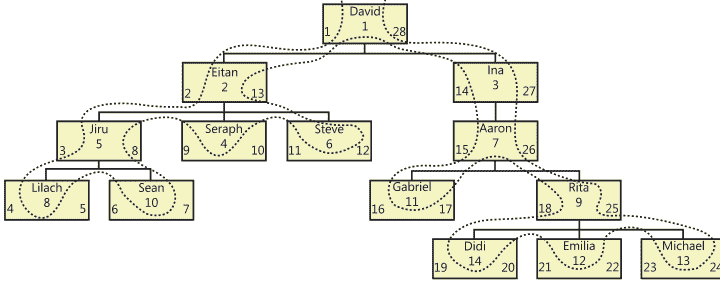 David
1 1 28
Eitan
2 2 13
Ina
14 3 27
Jiru
3 5 8
Seraph
9 4 10
Steve
11 6 12
Aaron
15 7 26
Lilach
4 8 5
Sean
6 10 7
Gabriel
16 11 17
Rita
18 9 25
Didi
19 14 20
Emilia
21 12 22
Michael
23 13 24